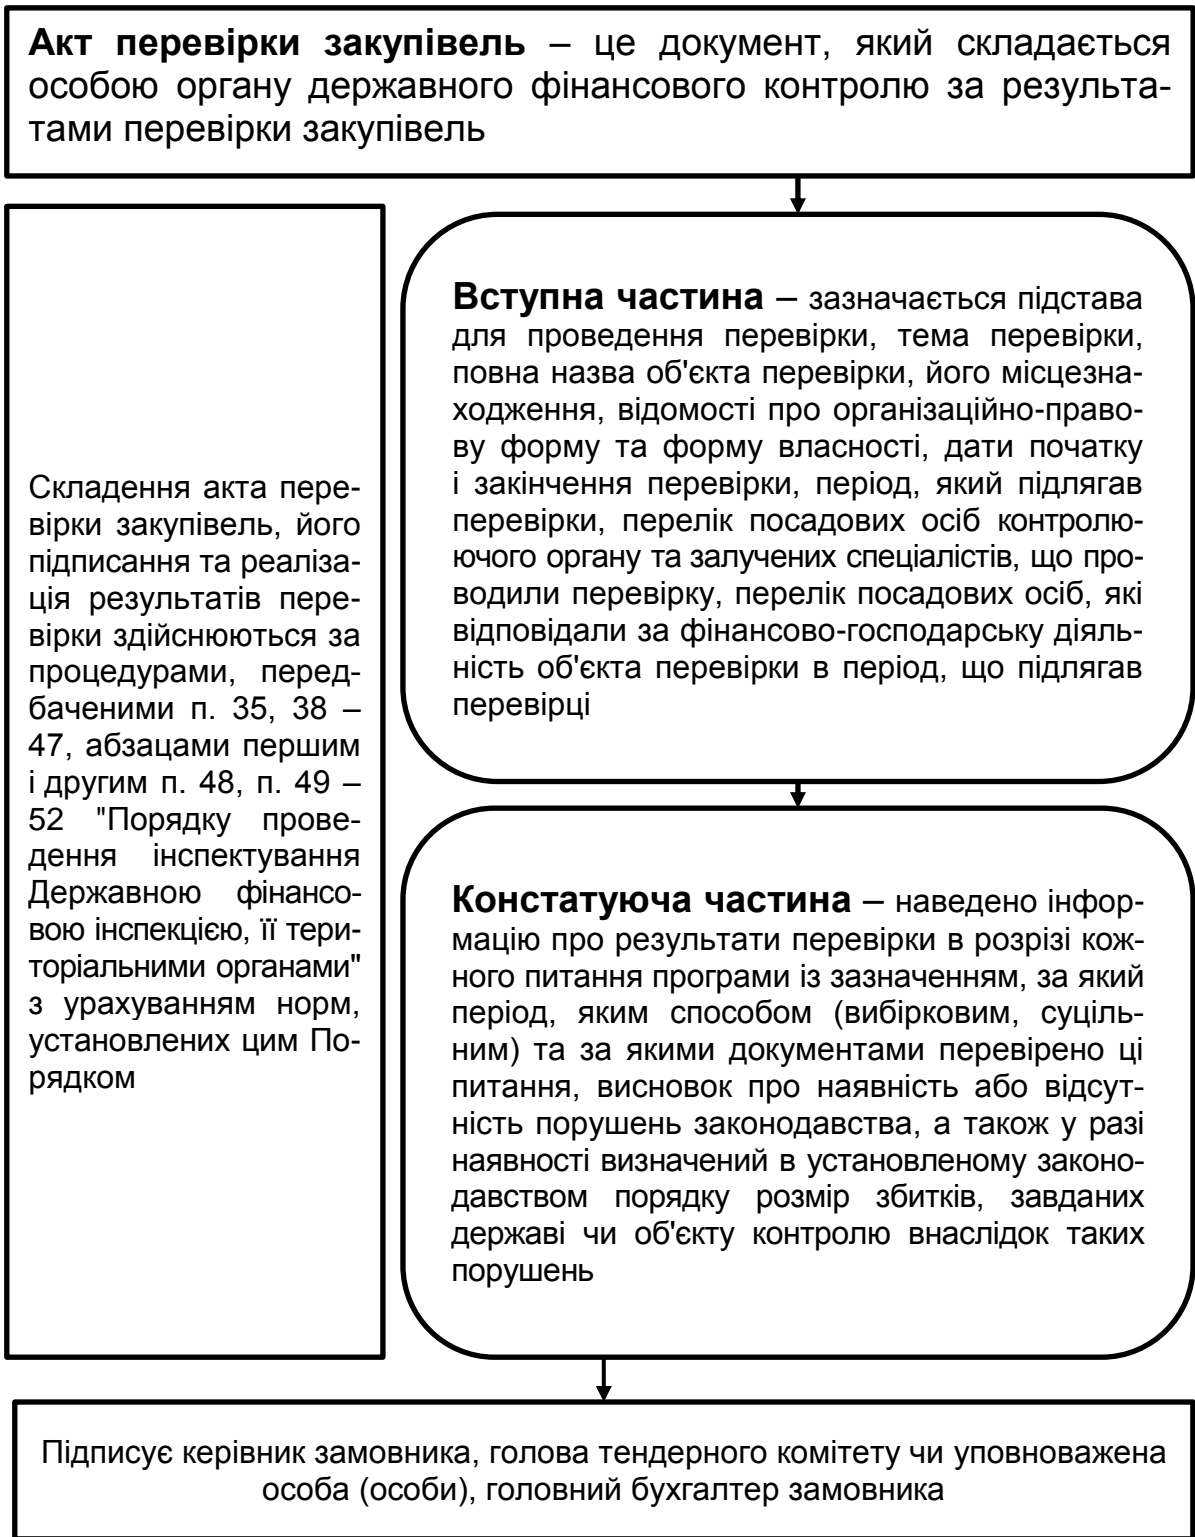 Акт перевірки закупівель – це документ, який складається
особою органу державного фінансового контролю за результа-
тами перевірки закупівель
Складення акта пере-
вірки закупівель, його
підписання та реаліза-
ція результатів пере-
вірки здійснюються за
процедурами, перед-
баченими п. 35, 38 –
47, абзацами першим
і другим п. 48, п. 49 –
52 "Порядку прове-
дення інспектування
Державною фінансо-
вою інспекцією, її тери-
торіальними органами"
з урахуванням норм,
установлених цим По-
рядком
Вступна частина – зазначається підстава
для проведення перевірки, тема перевірки,
повна назва об'єкта перевірки, його місцезна-
ходження, відомості про організаційно-право-
ву форму та форму власності, дати початку
і закінчення перевірки, період, який підлягав
перевірки, перелік посадових осіб контролю-
ючого органу та залучених спеціалістів, що про-
водили перевірку, перелік посадових осіб, які
відповідали за фінансово-господарську діяль-
ність об'єкта перевірки в період, що підлягав
перевірці
Констатуюча частина – наведено інфор-
мацію про результати перевірки в розрізі кож-
ного питання програми із зазначенням, за який
період, яким способом (вибірковим, суціль-
ним) та за якими документами перевірено ці
питання, висновок про наявність або відсут-
ність порушень законодавства, а також у разі
наявності визначений в установленому законо-
давством порядку розмір збитків, завданих
державі чи об'єкту контролю внаслідок таких
порушень
Підписує керівник замовника, голова тендерного комітету чи уповноважена
особа (особи), головний бухгалтер замовника